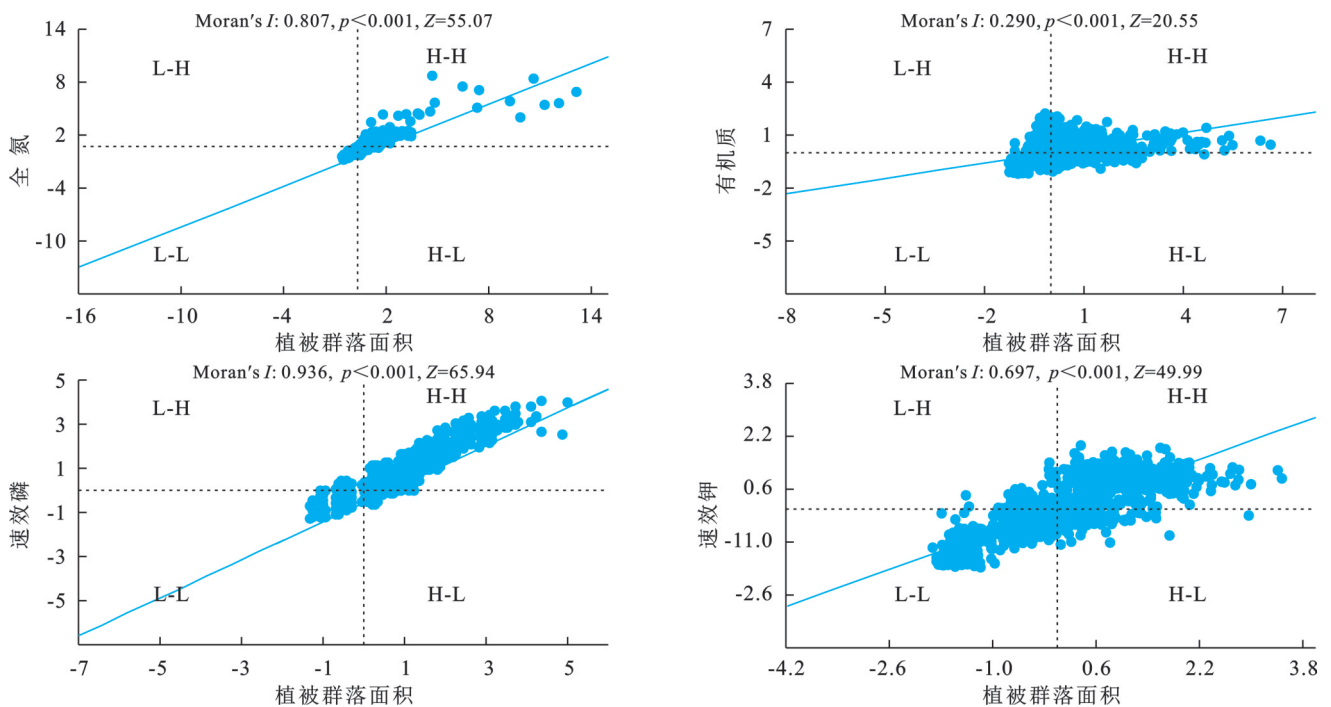 Moran's I: 0.807, p<0.001, Z=55.07
14
8
2
-4
-10
全氮
L-H
H-H
L-L
H-L
-16
-10
-4
2
8
14
植被群落面积
Moran's I: 0.290, p<0.001, Z=20.55
7
4
1
-2
-5
有机质
L-H
H-H
L-L
H-L
-8
-5
-2
1
4
7
植被群落面积
Moran's I: 0.936, p<0.001, Z=65.94
5
3
1
-1
-3
-5
速效磷
L-H
H-H
L-L
H-L
-7
-5
-3
-1
1
3
5
植被群落面积
Moran's I: 0.697, p<0.001, Z=49.99
3.8
2.2
0.6
-11.0
-2.6
速效钾
L-H
H-H
L-L
H-L
-4.2
-2.6
-1.0
0.6
2.2
3.8
植被群落面积